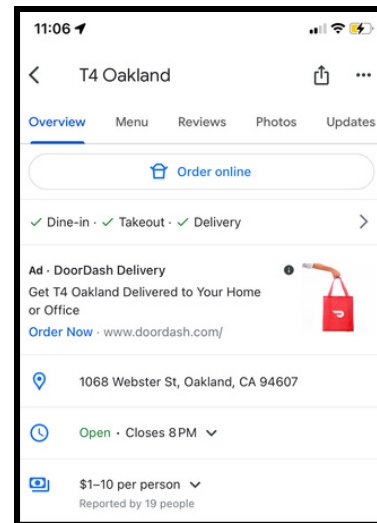 11:06
T4 Oakland
Overview Menu Reviews Photos Updates
Order online
Dine-in · Takeout · Delivery
Ad · DoorDash Delivery
Get T4 Oakland Delivered to Your Home
or Office
Order Now · www.doordash.com/
1068 Webster St, Oakland, CA 94607
Open · Closes 8 PM
$1–10 per person
Reported by 19 people